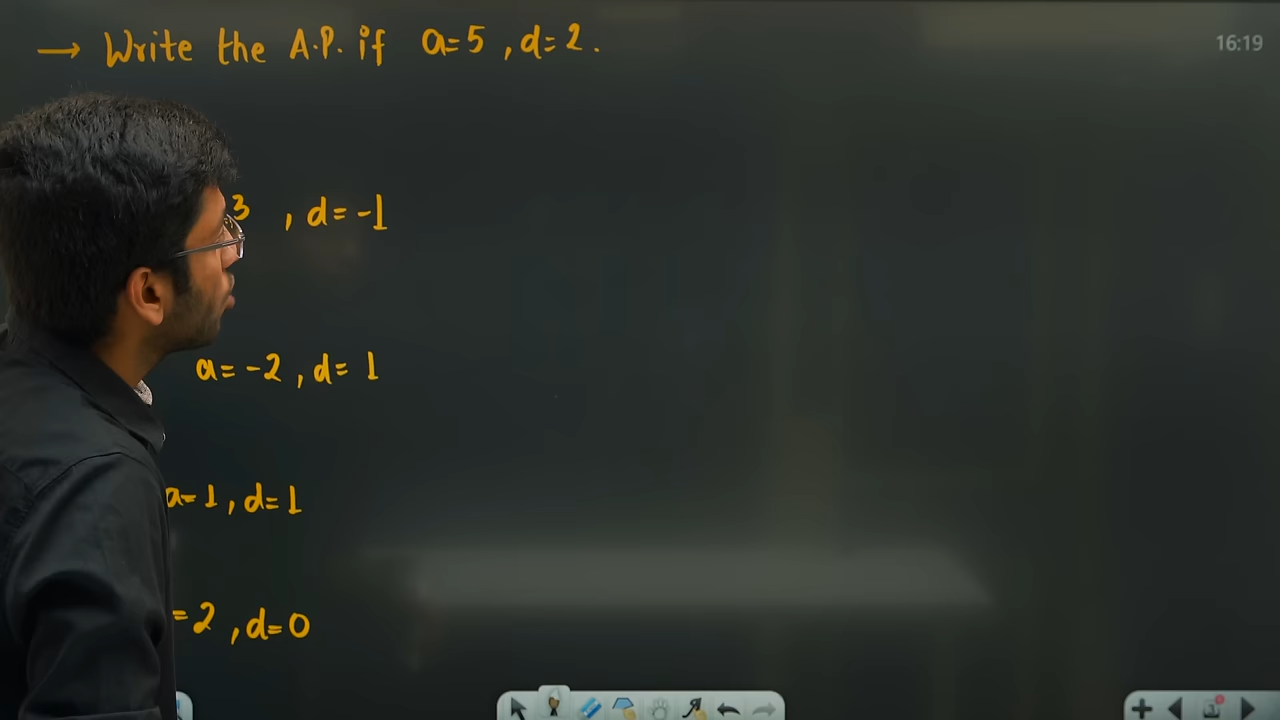 → Write the A.P. if a=5 , d=2 .
16:19
3 , d= -1
a= -2 , d= 1
a=1 , d=1
=2 , d=0